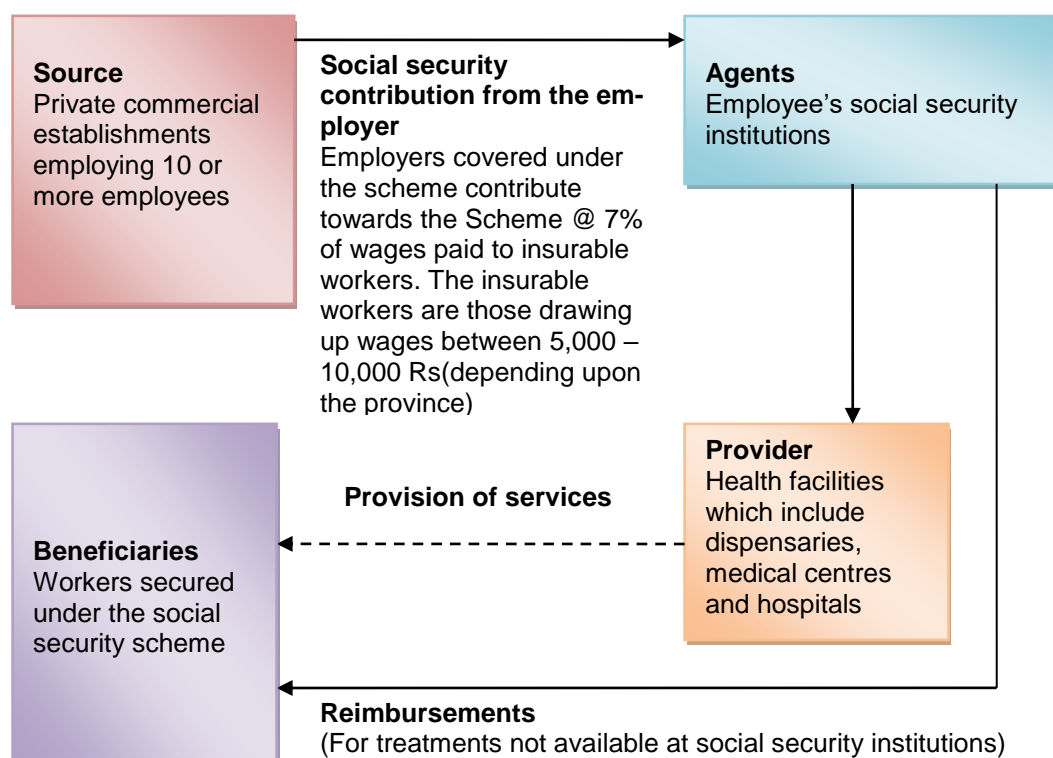 Source
Private commercial
establishments
employing 10 or
more employees
Social security
contribution from the em-
ployer
Employers covered under
the scheme contribute
towards the Scheme @ 7%
of wages paid to insurable
workers. The insurable
workers are those drawing
up wages between 5,000 –
10,000 Rs(depending upon
the province)
Agents
Employee’s social security
institutions
Provider
Health facilities
which include
dispensaries,
medical centres
and hospitals
Provision of services
Beneficiaries
Workers secured
under the social
security scheme
Reimbursements
(For treatments not available at social security institutions)